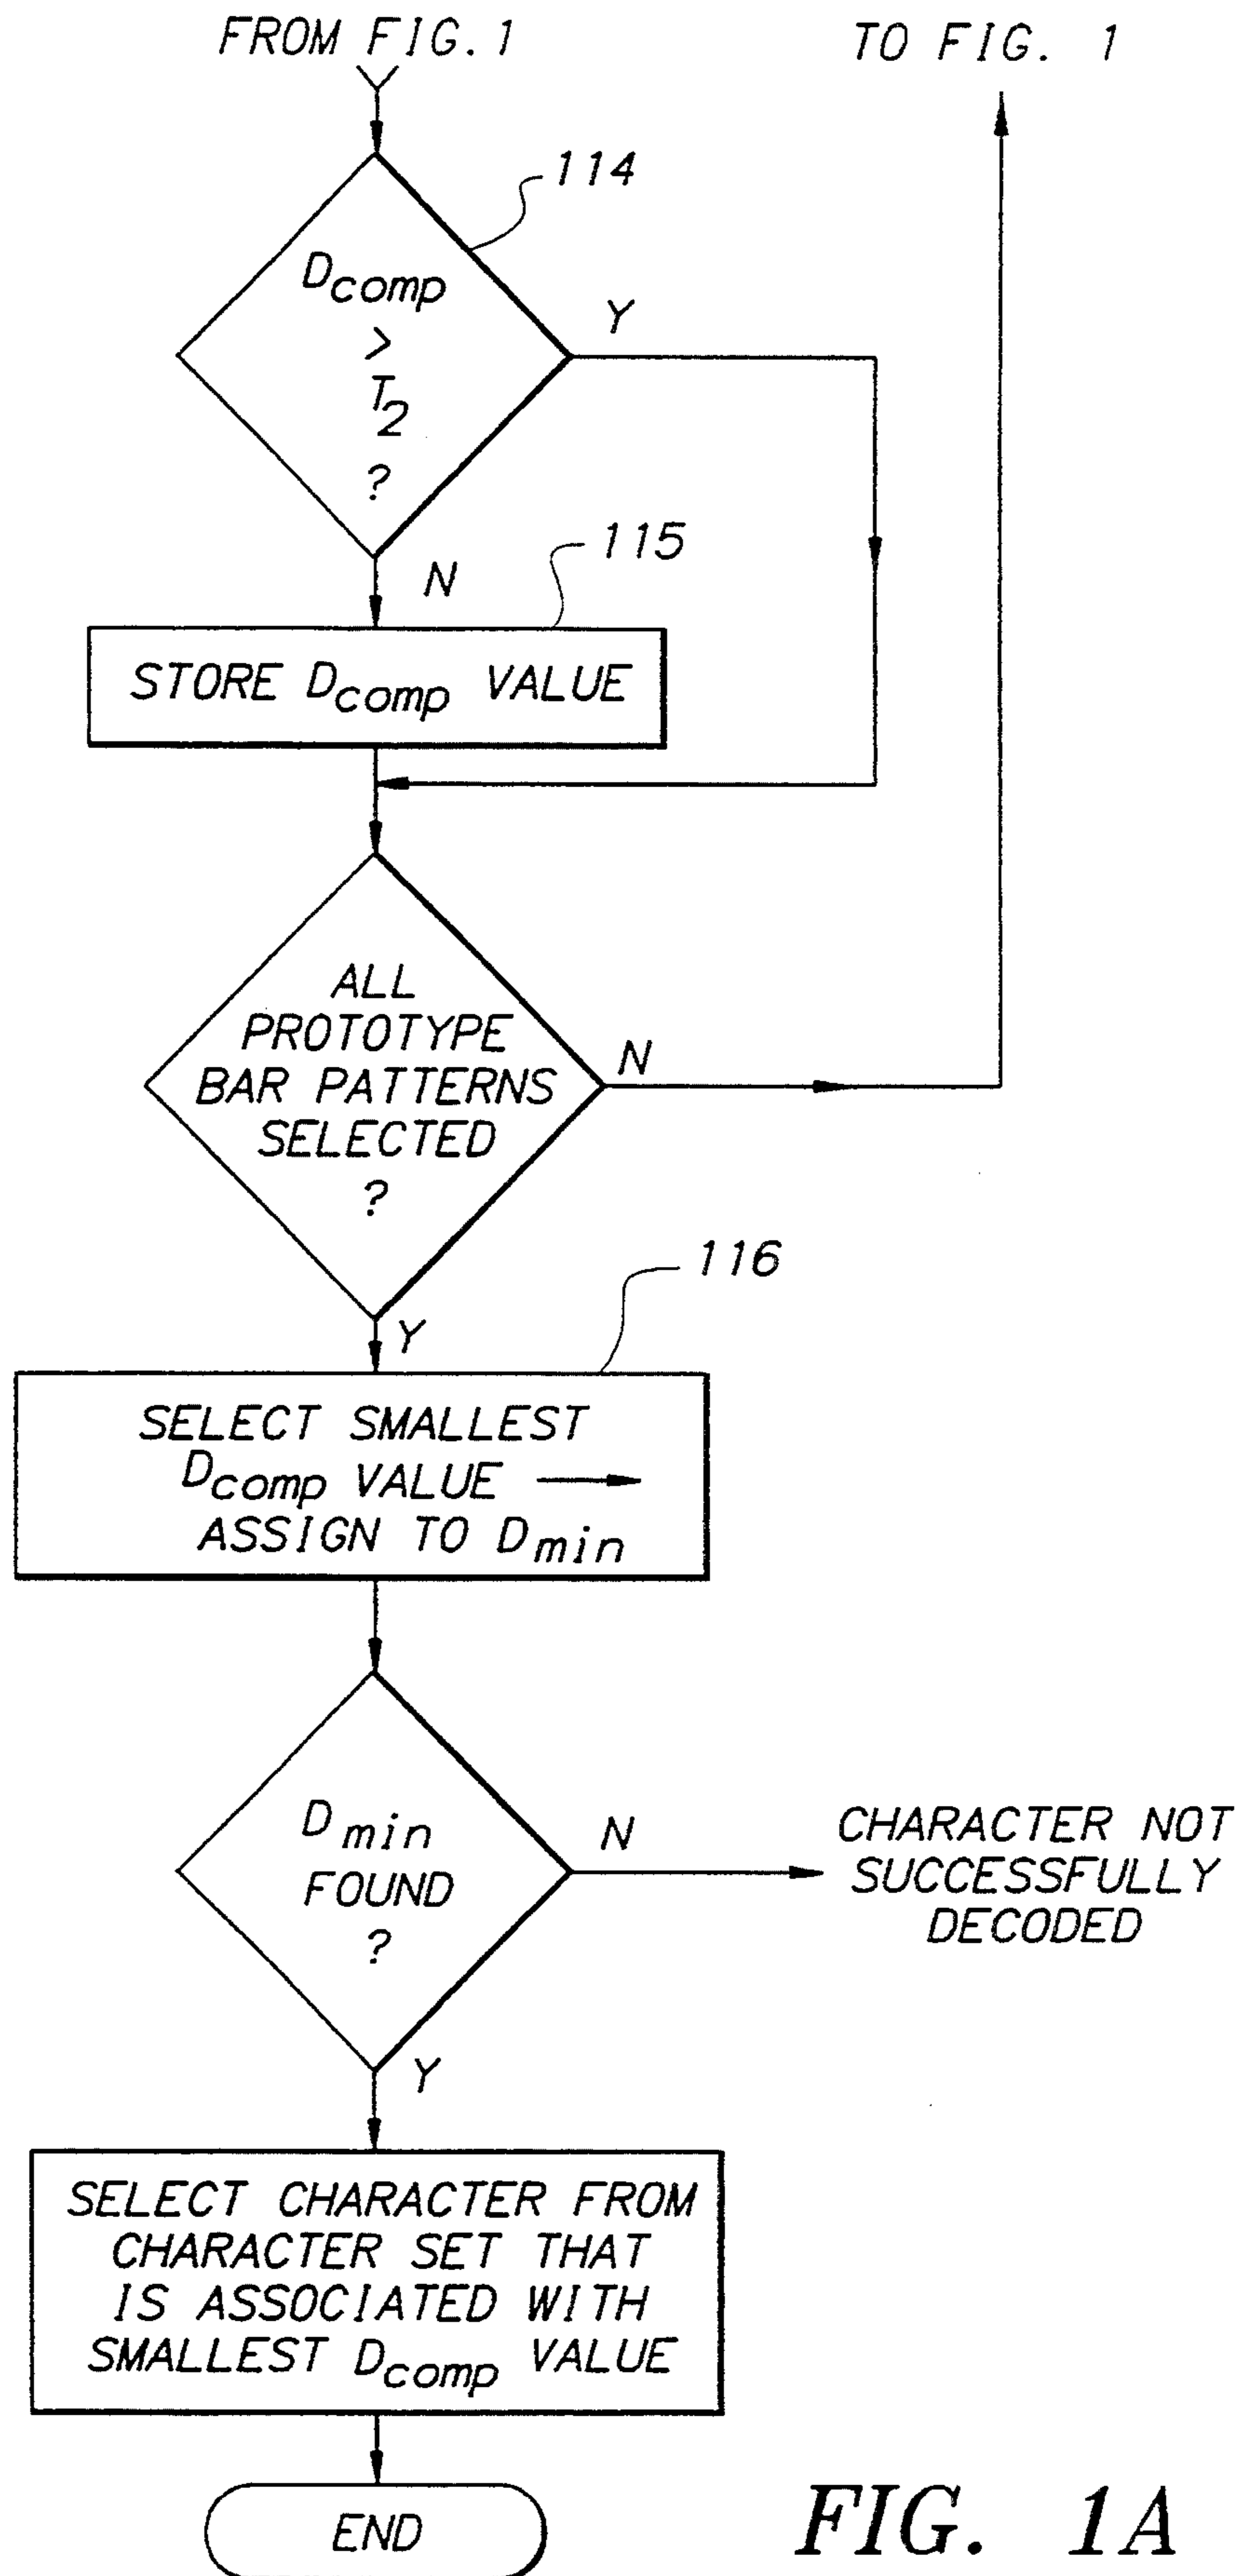 FROM FIG. 1
TO FIG. 1
114
Dcomp
>
T2
?
Y
N
115
STORE Dcomp VALUE
ALL
PROTOTYPE
BAR PATTERNS
SELECTED
?
N
Y
116
SELECT SMALLEST
Dcomp VALUE →
ASSIGN TO Dmin
Dmin
FOUND
?
N
CHARACTER NOT
SUCCESSFULLY
DECODED
Y
SELECT CHARACTER FROM
CHARACTER SET THAT
IS ASSOCIATED WITH
SMALLEST Dcomp VALUE
END
FIG. 1A